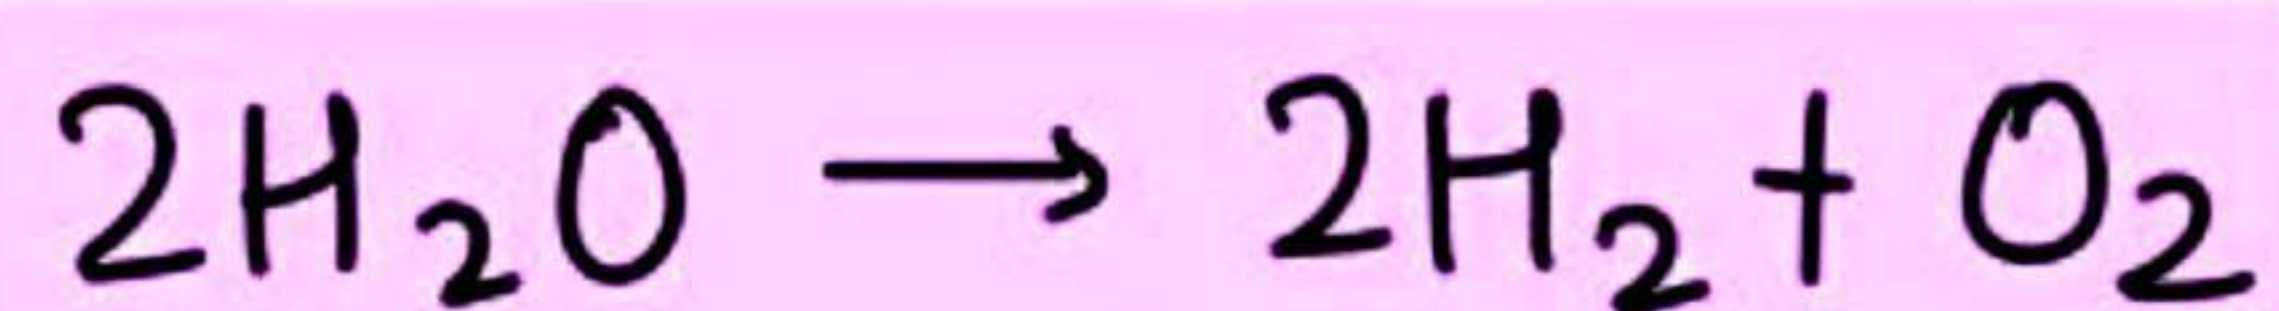 2H₂O → 2H₂ + O₂